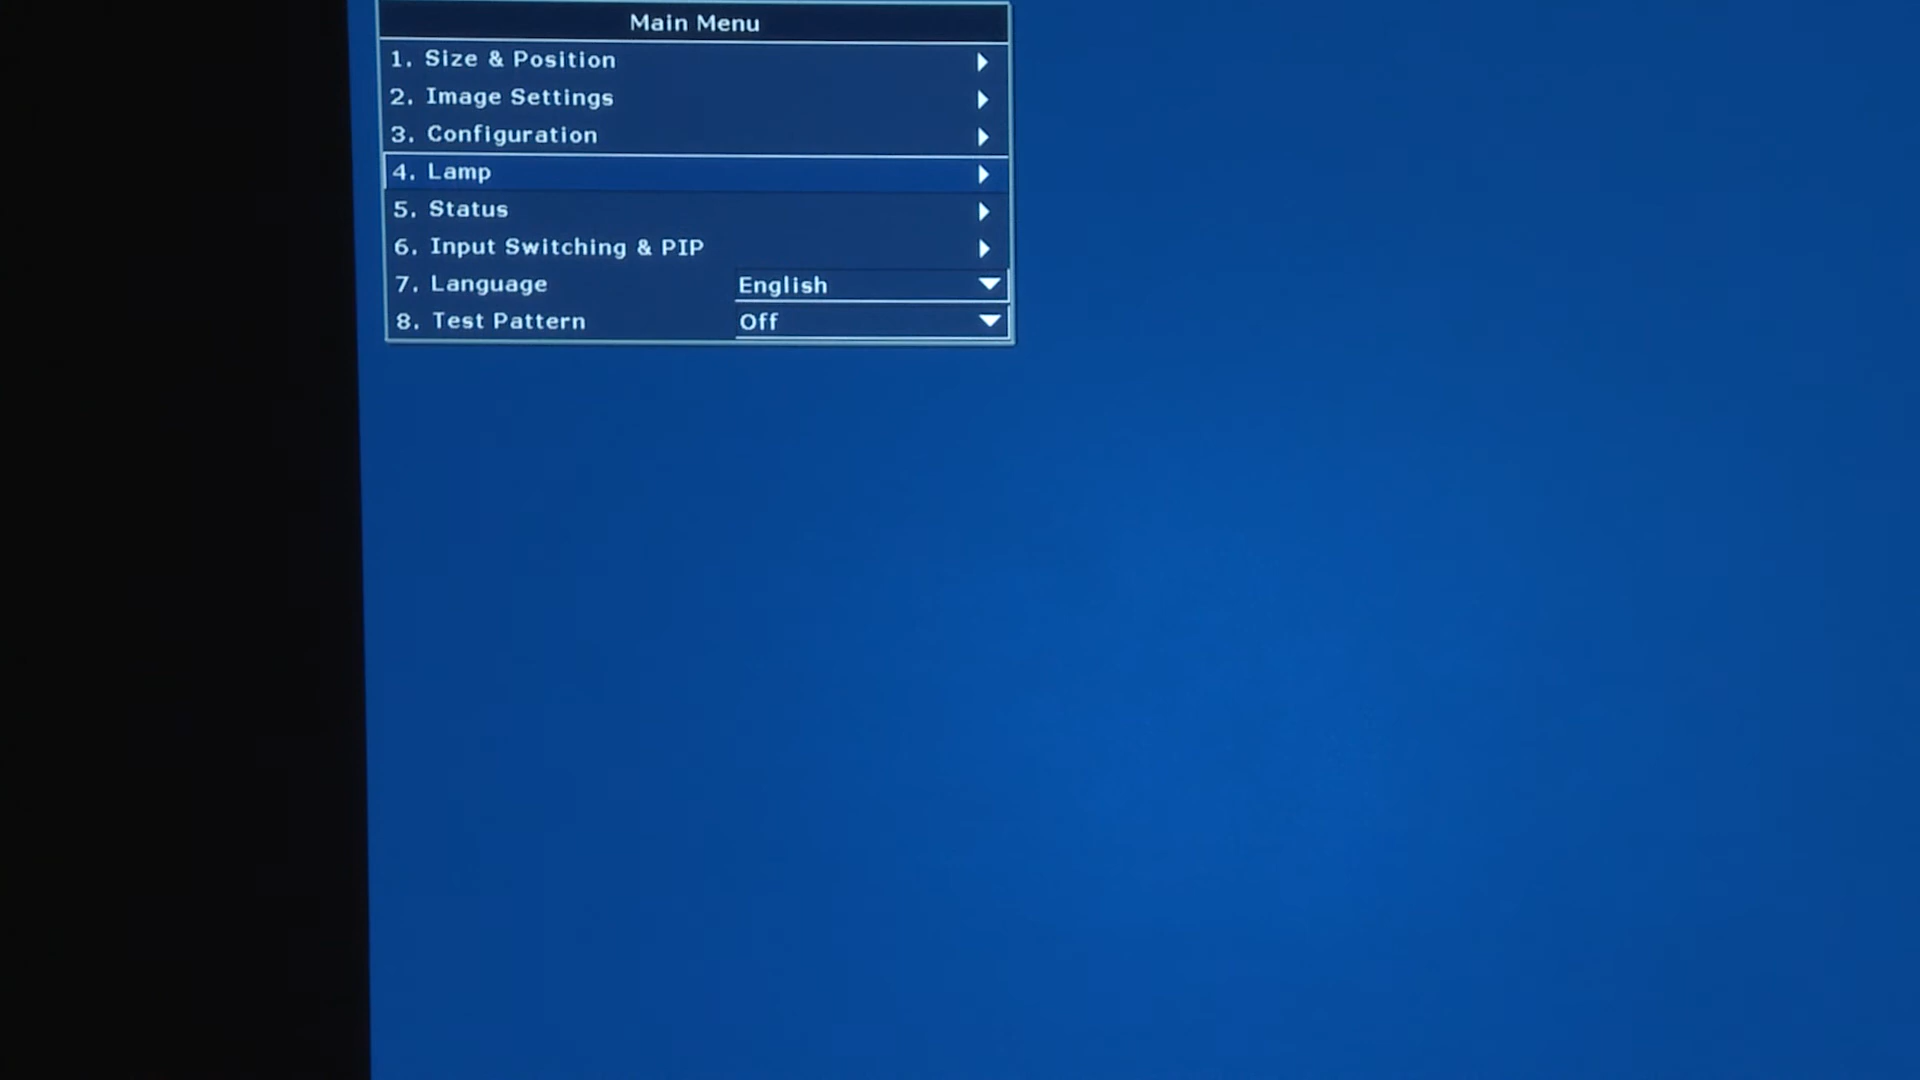 Main Menu
1. Size & Position
2. Image Settings
3. Configuration
4. Lamp
5. Status
6. Input Switching & PIP
7. Language English
8. Test Pattern Off